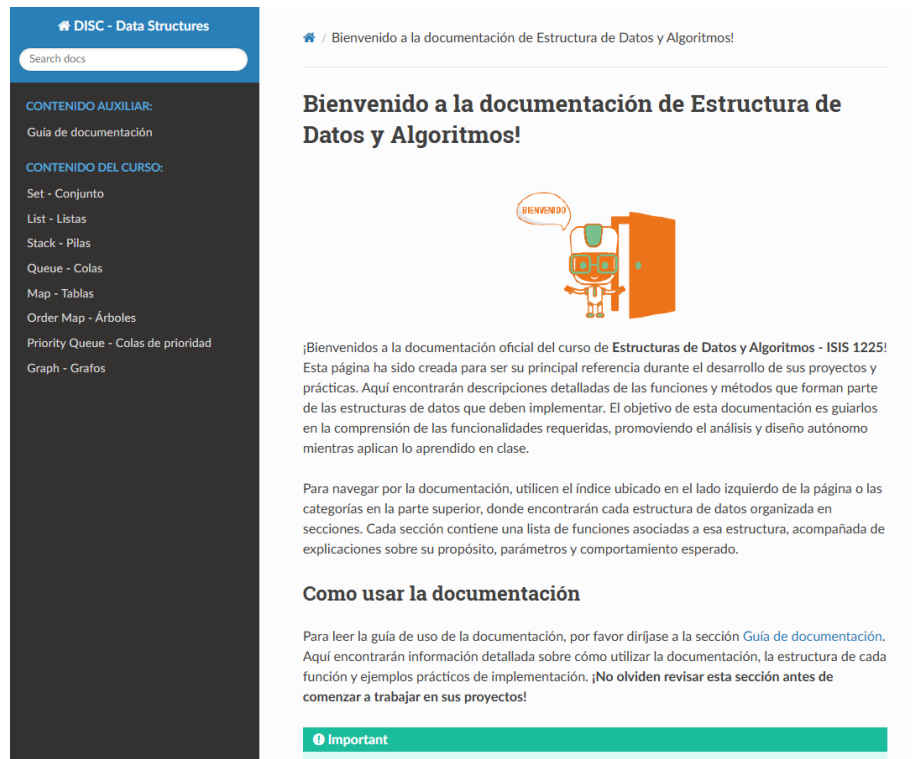 DISC - Data Structures
Search docs
CONTENIDO AUXILIAR:
Guía de documentación
CONTENIDO DEL CURSO:
Set - Conjunto
List - Listas
Stack - Pilas
Queue - Colas
Map - Tablas
Order Map - Árboles
Priority Queue - Colas de prioridad
Graph - Grafos
/ Bienvenido a la documentación de Estructura de Datos y Algoritmos!
Bienvenido a la documentación de Estructura de
Datos y Algoritmos!
BIENVENIDO
¡Bienvenidos a la documentación oficial del curso de Estructuras de Datos y Algoritmos - ISIS 1225!
Esta página ha sido creada para ser su principal referencia durante el desarrollo de sus proyectos y
prácticas. Aquí encontrarán descripciones detalladas de las funciones y métodos que forman parte
de las estructuras de datos que deben implementar. El objetivo de esta documentación es guiarlos
en la comprensión de las funcionalidades requeridas, promoviendo el análisis y diseño autónomo
mientras aplican lo aprendido en clase.
Para navegar por la documentación, utilicen el índice ubicado en el lado izquierdo de la página o las
categorías en la parte superior, donde encontrarán cada estructura de datos organizada en
secciones. Cada sección contiene una lista de funciones asociadas a esa estructura, acompañada de
explicaciones sobre su propósito, parámetros y comportamiento esperado.
Como usar la documentación
Para leer la guía de uso de la documentación, por favor diríjase a la sección Guía de documentación.
Aquí encontrarán información detallada sobre cómo utilizar la documentación, la estructura de cada
función y ejemplos prácticos de implementación. ¡No olviden revisar esta sección antes de
comenzar a trabajar en sus proyectos!
Important